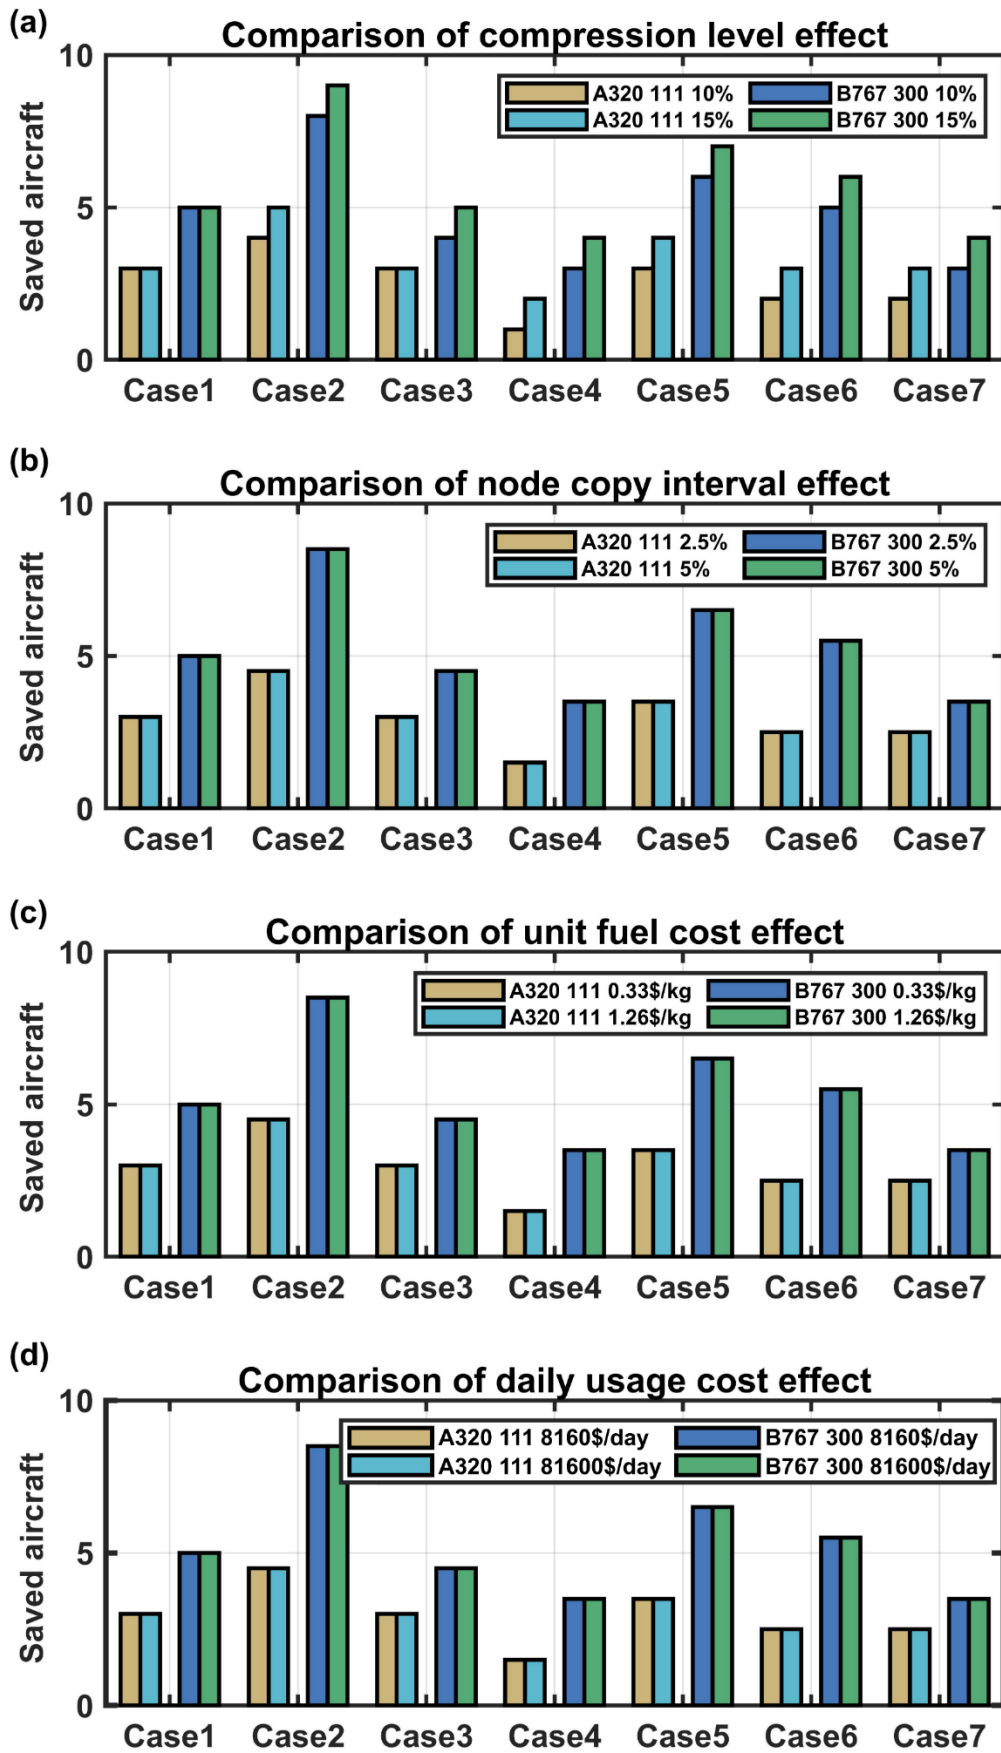 (a)
Comparison of compression level effect
10
A320 111 10% B767 300 10%
A320 111 15% B767 300 15%
5
Saved aircraft
0
Case1 Case2 Case3 Case4 Case5 Case6 Case7
(b)
Comparison of node copy interval effect
10
A320 111 2.5% B767 300 2.5%
A320 111 5% B767 300 5%
5
Saved aircraft
0
Case1 Case2 Case3 Case4 Case5 Case6 Case7
(c)
Comparison of unit fuel cost effect
10
A320 111 0.33$/kg B767 300 0.33$/kg
A320 111 1.26$/kg B767 300 1.26$/kg
5
Saved aircraft
0
Case1 Case2 Case3 Case4 Case5 Case6 Case7
(d)
Comparison of daily usage cost effect
10
A320 111 8160$/day B767 300 8160$/day
A320 111 81600$/day B767 300 81600$/day
5
Saved aircraft
0
Case1 Case2 Case3 Case4 Case5 Case6 Case7